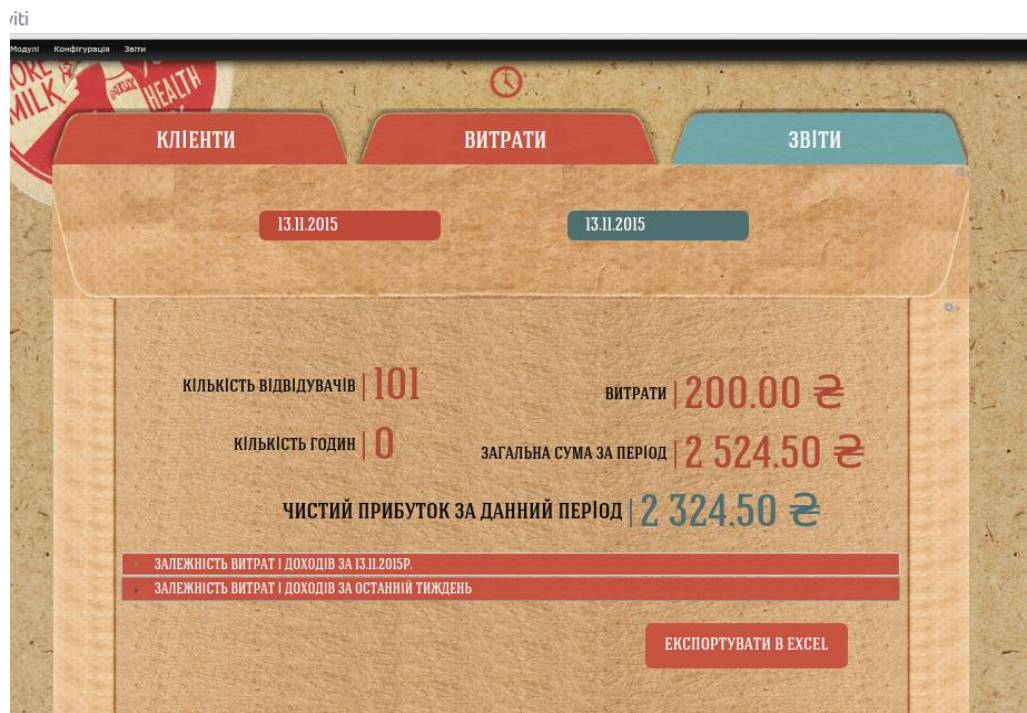 viti
Модулі Конфігурація Звіти
MORE
MILK
HEALTH
КЛІЕНТИ ВИТРАТИ ЗВІТИ
13.11.2015 13.11.2015
КІЛЬКІСТЬ ВІДВІДУВАЧІВ | 101
ВИТРАТИ | 200.00 ₴
КІЛЬКІСТЬ ГОДИН | 0
ЗАГАЛЬНА СУМА ЗА ПЕРІОД | 2 524.50 ₴
ЧИСТИЙ ПРИБУТОК ЗА ДАННИЙ ПЕРІОД | 2 324.50 ₴
ЗАЛЕЖНІСТЬ ВИТРАТ І ДОХОДІВ ЗА 13.11.2015Р.
ЗАЛЕЖНІСТЬ ВИТРАТ І ДОХОДІВ ЗА ОСТАННІЙ ТИЖДЕНЬ
ЕКСПОРТУВАТИ В EXCEL